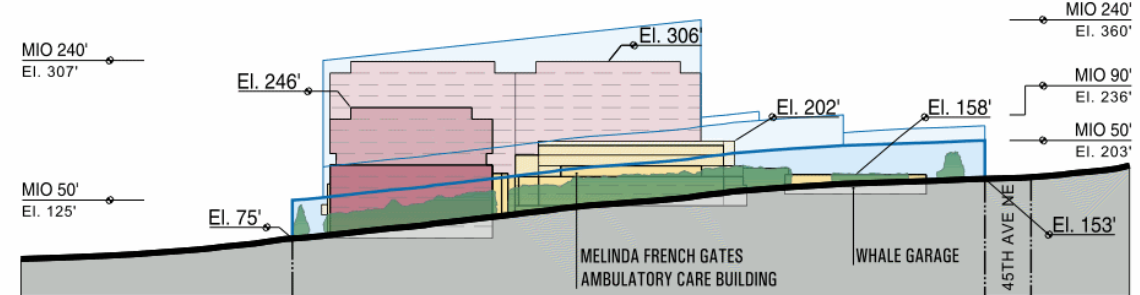 MIO 240'
El. 307'
MIO 50'
El. 125'
El. 246'
El. 75'
El. 306'
El. 202'
El. 158'
MIO 240'
El. 360'
MIO 90'
El. 236'
MIO 50'
El. 203'
El. 153'
MELINDA FRENCH GATES
AMBULATORY CARE BUILDING
WHALE GARAGE
45TH AVE NE